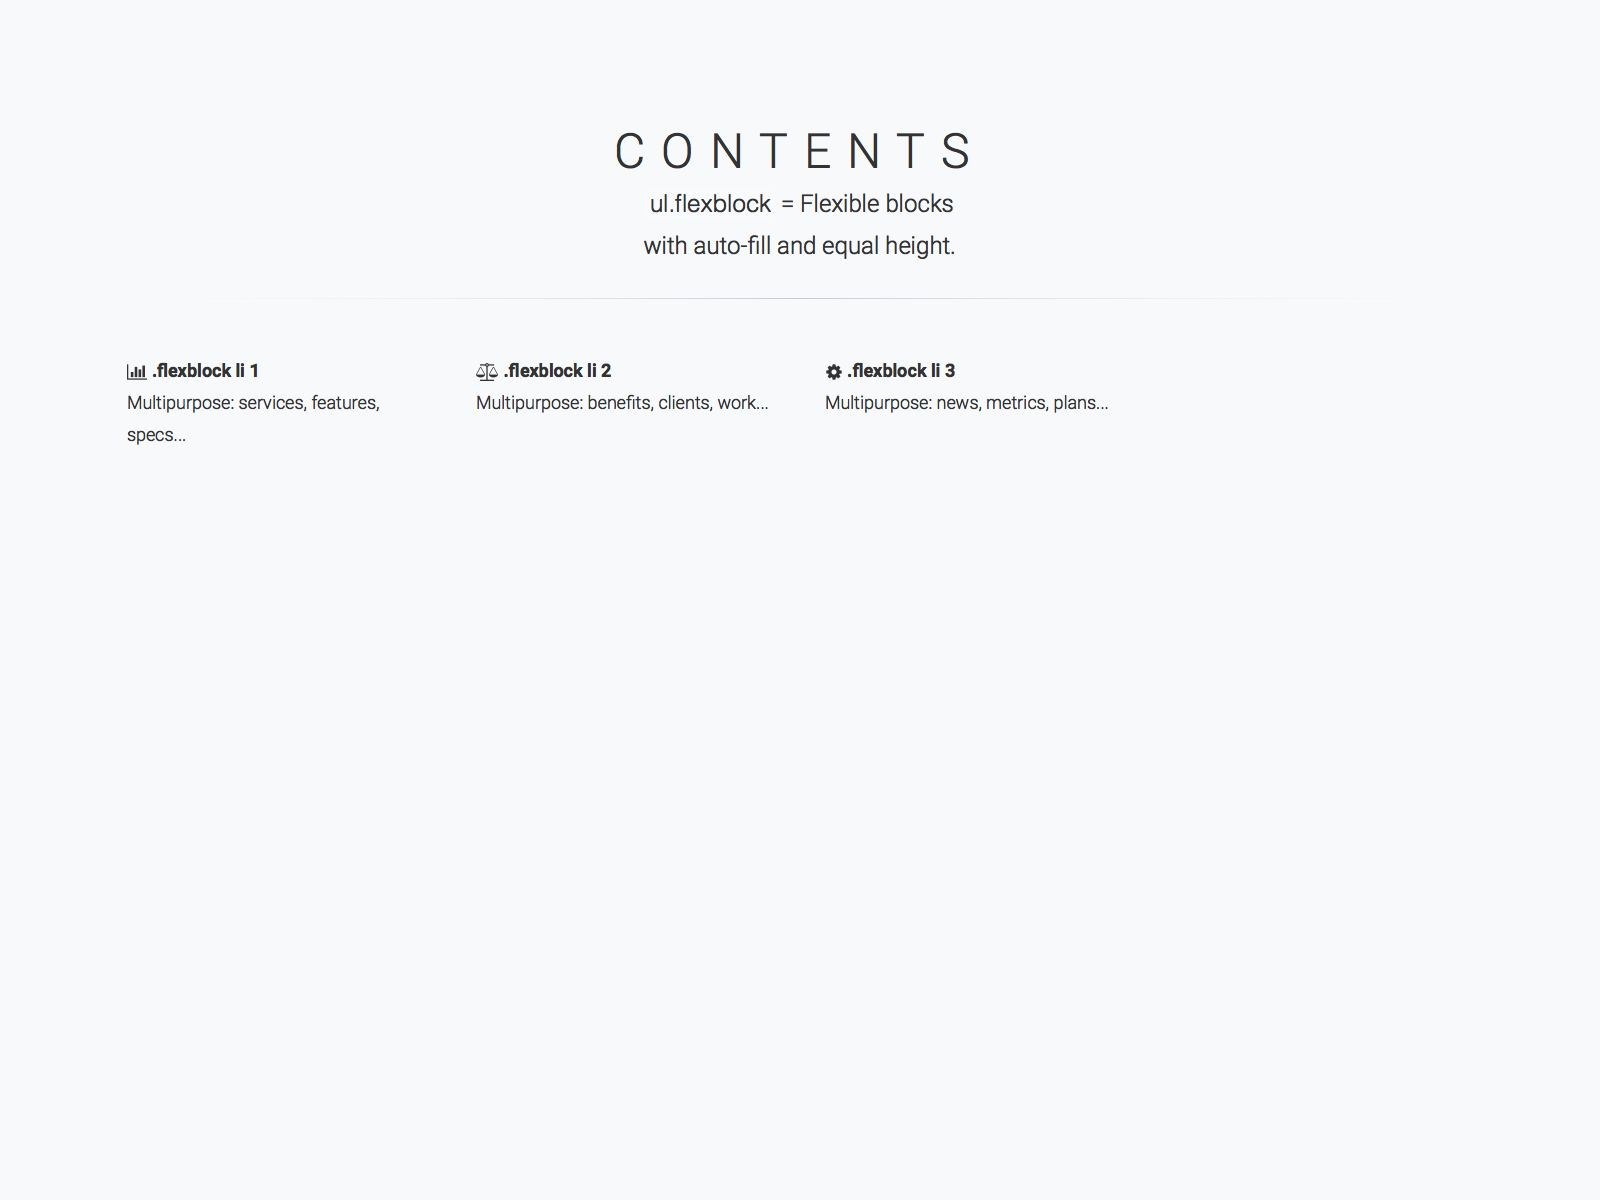 CONTENTS
ul.flexblock = Flexible blocks
with auto-fill and equal height.
.flexblock li 1
Multipurpose: services, features,
specs...
.flexblock li 2
Multipurpose: benefits, clients, work...
.flexblock li 3
Multipurpose: news, metrics, plans...